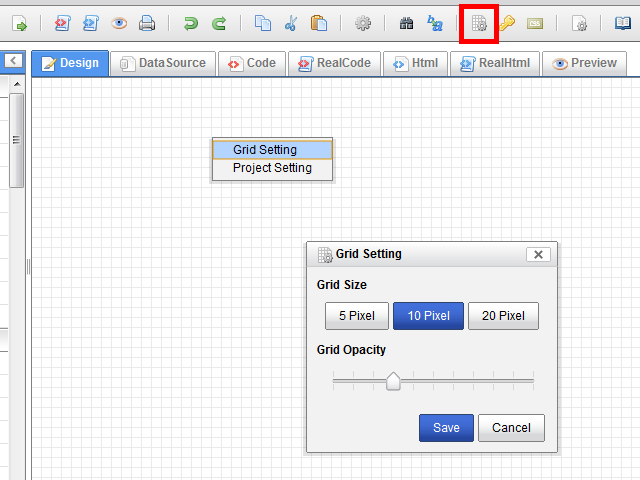 Design
DataSource
Code
RealCode
Html
RealHtml
Preview
Grid Setting
Project Setting
Grid Setting
Grid Size
5 Pixel
10 Pixel
20 Pixel
Grid Opacity
Save
Cancel